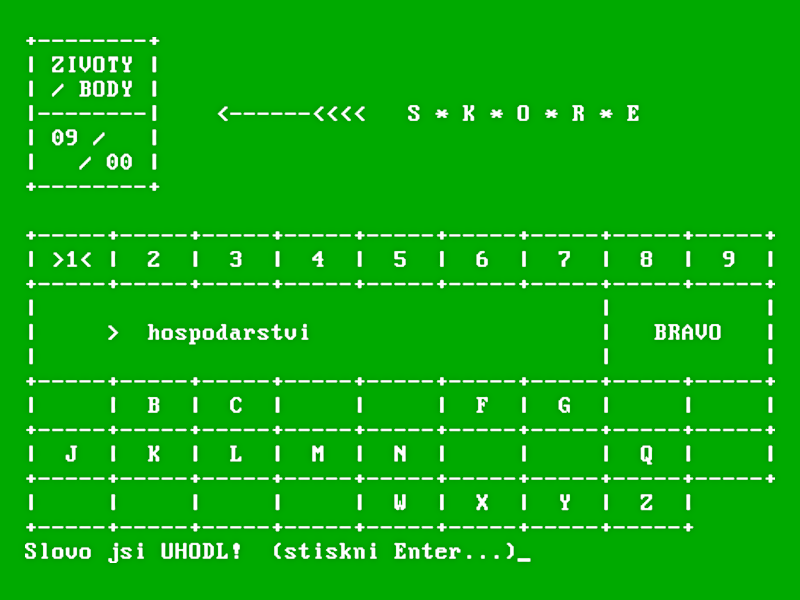 +--------+
| ZIVOTY |
| / BODY |
|--------|    <------<<<<   S * K * O * R * E
| 09 /   |
|   / 00 |
+--------+
+-----+-----+-----+-----+-----+-----+-----+-----+-----+
| >1< |  2  |  3  |  4  |  5  |  6  |  7  |  8  |  9  |
+-----+-----+-----+-----+-----+-----+-----+-----+-----+
|                                         |           |
|     >  hospodarstvi                     |   BRAVO   |
|                                         |           |
+-----+-----+-----+-----+-----+-----+-----+-----+-----+
|     |  B  |  C  |     |     |  F  |  G  |     |     |
+-----+-----+-----+-----+-----+-----+-----+-----+-----+
|  J  |  K  |  L  |  M  |  N  |     |     |  Q  |     |
+-----+-----+-----+-----+-----+-----+-----+-----+-----+
|     |     |     |     |  W  |  X  |  Y  |  Z  |
+-----+-----+-----+-----+-----+-----+-----+-----+
Slovo jsi UHODL!  (stiskni Enter...)_